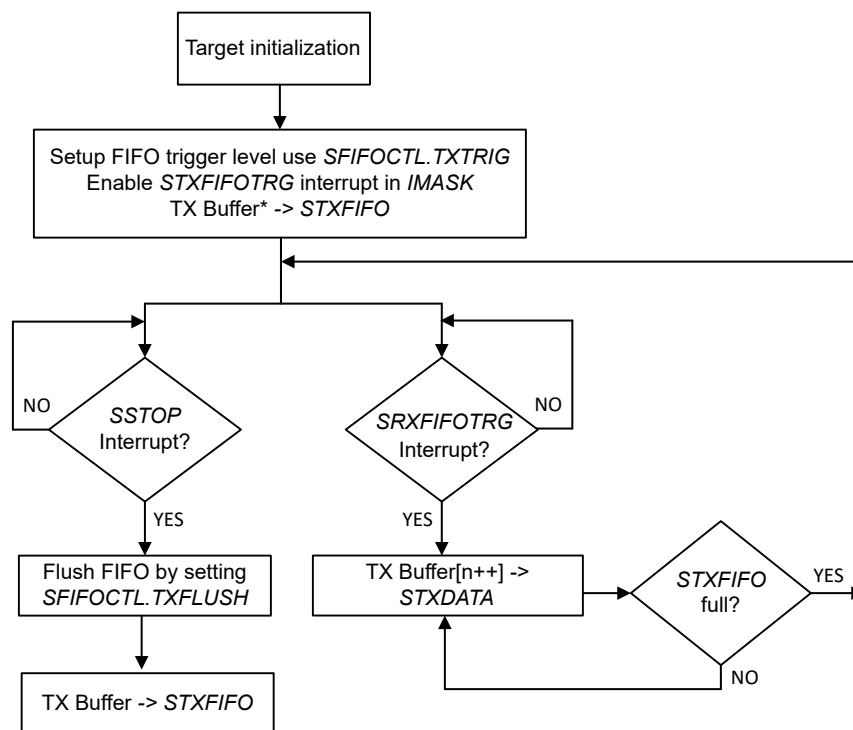 Target initialization
Setup FIFO trigger level use SFIFOCTL.TXTRIG
Enable STXFIFOTRG interrupt in IMASK
TX Buffer* -> STXFIFO
NO
SSTOP
Interrupt?
YES
Flush FIFO by setting
SFIFOCTL.TXFLUSH
TX Buffer -> STXFIFO
SRXFIFOTRG
Interrupt?
NO
YES
TX Buffer[n++] ->
STXDATA
STXFIFO
full?
YES
NO